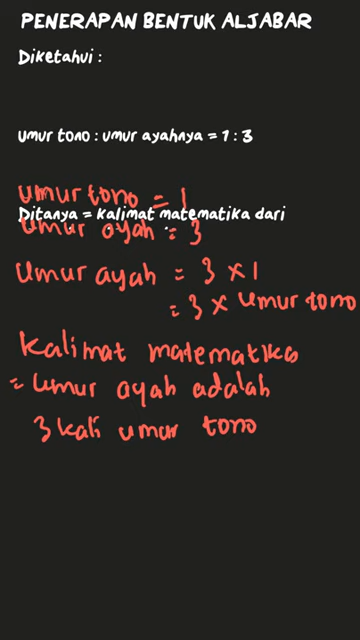 PENERAPAN BENTUK ALJABAR
Diketahui :
Umur tono : umur ayahnya = 1 : 3
Umur tono = 1
Ditanya = kalimat matematika dari
Umur ayah = 3
Umur ayah = 3 x 1
= 3 x Umur tono
Kalimat matematika
= Umur ayah adalah
3 kali umur tono